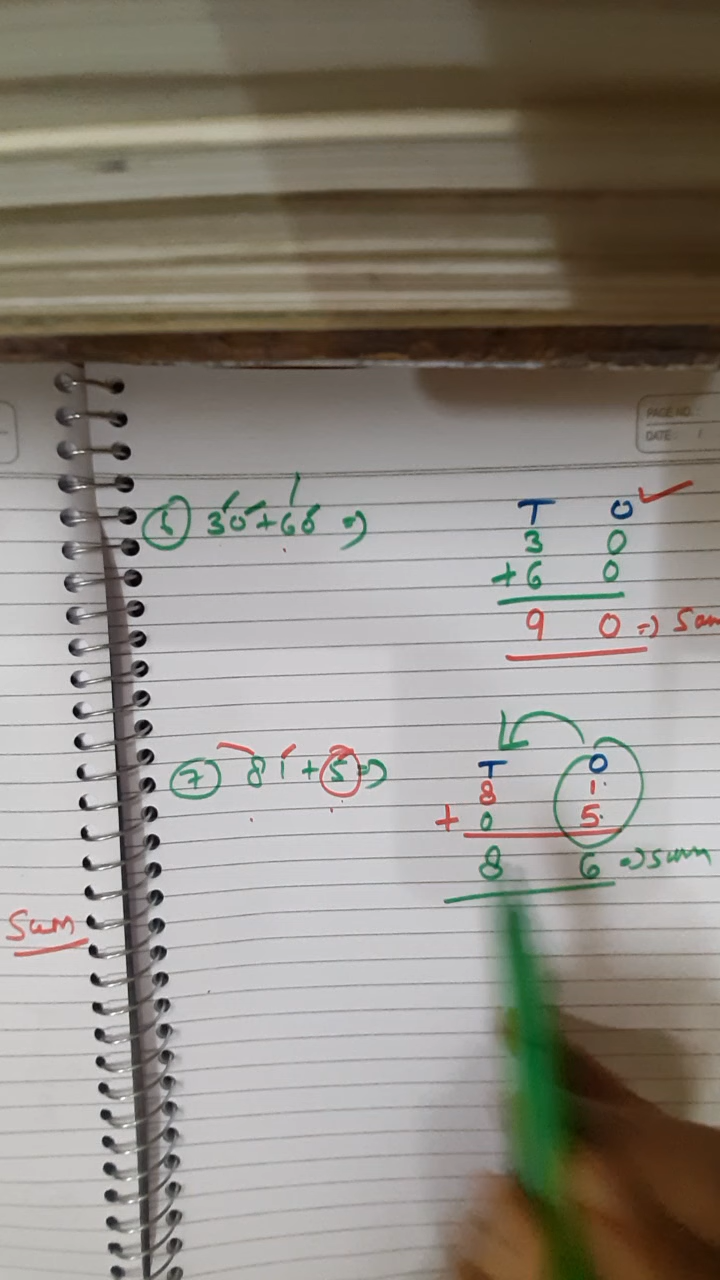 PAGE NO.
DATE: /
6 30+60 =>
T O
3 0
+6 0
9 0 => Sum
7 81+5 =>
T O
8 1
+ 0 5
8 6 => sum
Sum